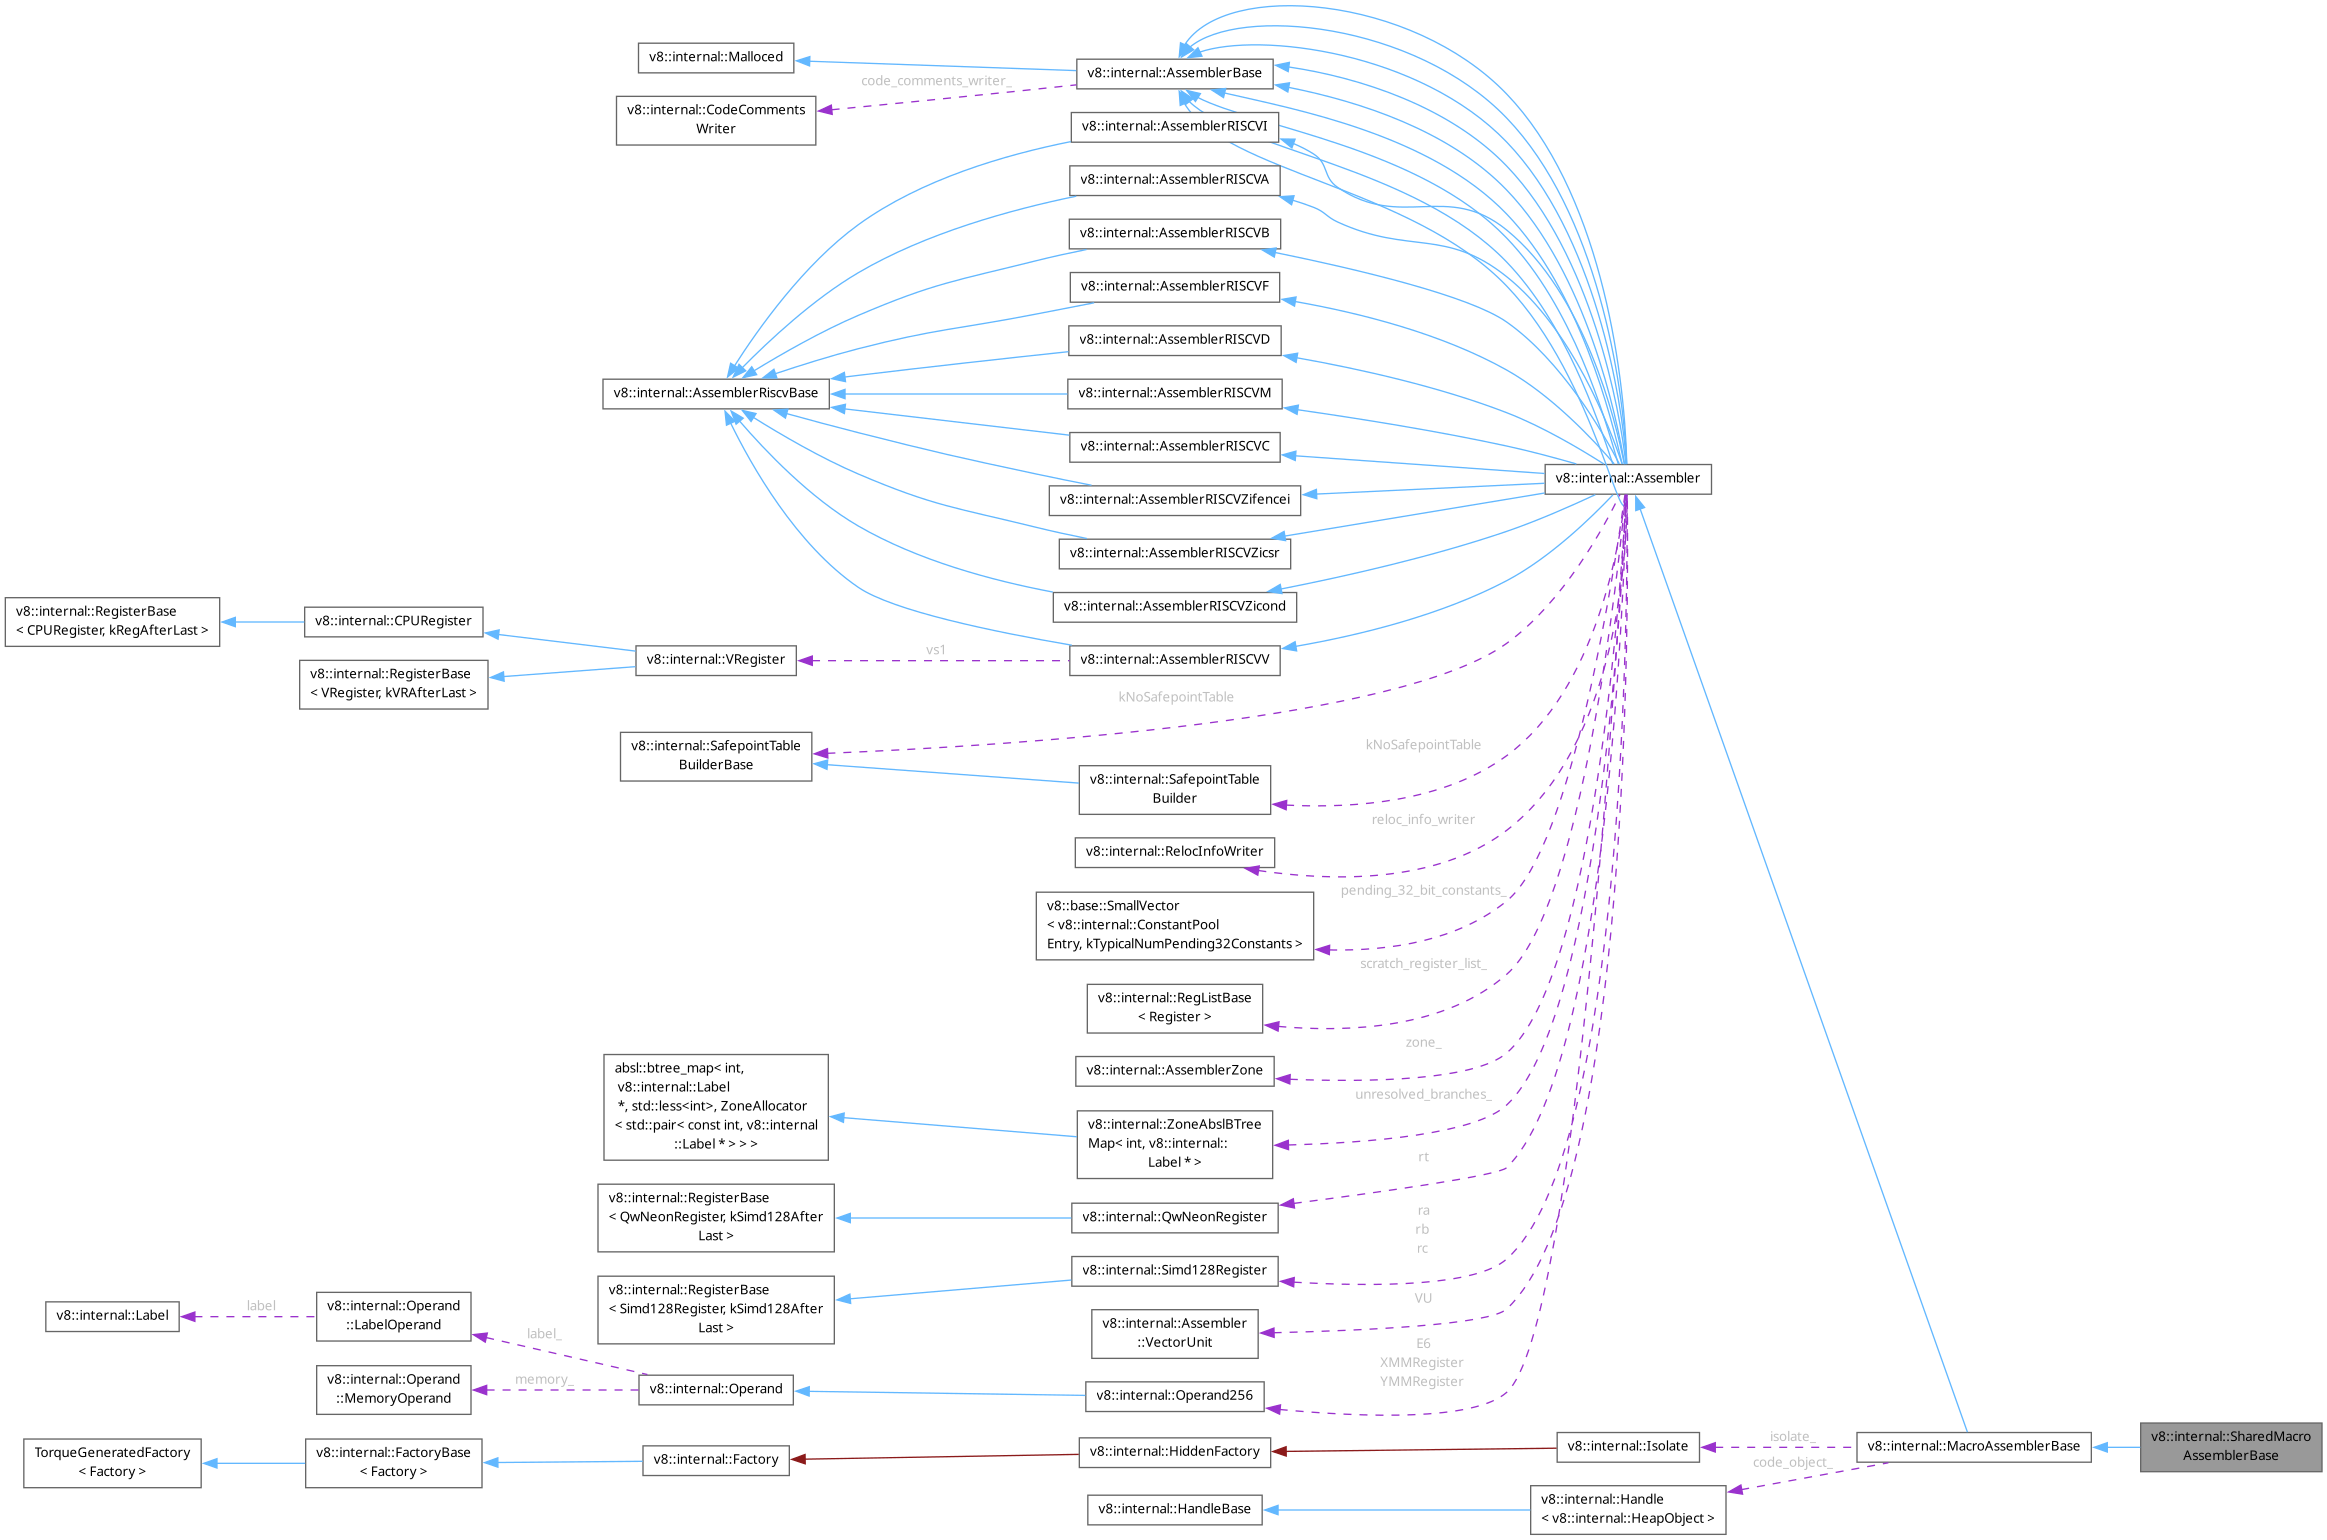 v8::internal::Malloced
v8::internal::AssemblerBase
code_comments_writer_
v8::internal::CodeComments
Writer
v8::internal::AssemblerRISCVI
v8::internal::AssemblerRISCVA
v8::internal::AssemblerRISCVB
v8::internal::AssemblerRISCVF
v8::internal::AssemblerRISCVD
v8::internal::AssemblerRiscvBase
v8::internal::AssemblerRISCVM
v8::internal::AssemblerRISCVC
v8::internal::Assembler
v8::internal::AssemblerRISCVZifencei
v8::internal::AssemblerRISCVZicsr
v8::internal::AssemblerRISCVZicond
v8::internal::RegisterBase
< CPURegister, kRegAfterLast >
v8::internal::CPURegister
v8::internal::RegisterBase
< VRegister, kVRAfterLast >
v8::internal::VRegister
vs1
v8::internal::AssemblerRISCVV
kNoSafepointTable
v8::internal::SafepointTable
BuilderBase
kNoSafepointTable
v8::internal::SafepointTable
Builder
reloc_info_writer
v8::internal::RelocInfoWriter
pending_32_bit_constants_
v8::base::SmallVector
< v8::internal::ConstantPool
Entry, kTypicalNumPending32Constants >
scratch_register_list_
v8::internal::RegListBase
< Register >
zone_
v8::internal::AssemblerZone
absl::btree_map< int,
v8::internal::Label
*, std::less<int>, ZoneAllocator
< std::pair< const int, v8::internal
::Label * > > >
unresolved_branches_
v8::internal::ZoneAbslBTree
Map< int, v8::internal::
Label * >
rt
v8::internal::RegisterBase
< QwNeonRegister, kSimd128After
Last >
v8::internal::QwNeonRegister
ra
rb
rc
v8::internal::Simd128Register
v8::internal::RegisterBase
< Simd128Register, kSimd128After
Last >
VU
v8::internal::Assembler
::VectorUnit
v8::internal::Label
label
v8::internal::Operand
::LabelOperand
label_
E6
XMMRegister
YMMRegister
v8::internal::Operand
::MemoryOperand
memory_
v8::internal::Operand
v8::internal::Operand256
TorqueGeneratedFactory
< Factory >
v8::internal::FactoryBase
< Factory >
v8::internal::Factory
v8::internal::HiddenFactory
v8::internal::Isolate
isolate_
code_object_
v8::internal::MacroAssemblerBase
v8::internal::SharedMacro
AssemblerBase
v8::internal::HandleBase
v8::internal::Handle
< v8::internal::HeapObject >